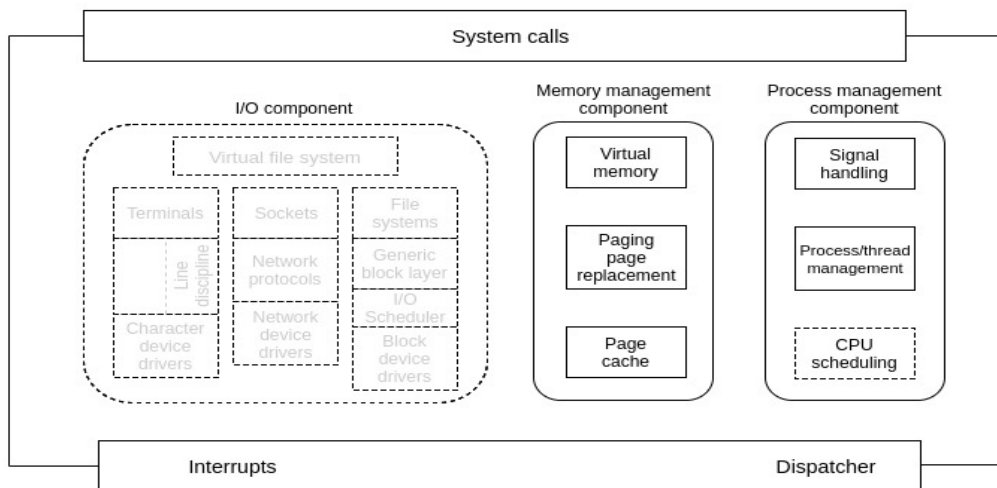 System calls
I/O component
Virtual file system
Terminals
Line
discipline
Character
device
drivers
Sockets
Network
protocols
Network
device
drivers
File
systems
Generic
block layer
I/O
Scheduler
Block
device
drivers
Memory management
component
Virtual
memory
Paging
page
replacement
Page
cache
Process management
component
Signal
handling
Process/thread
management
CPU
scheduling
Interrupts
Dispatcher